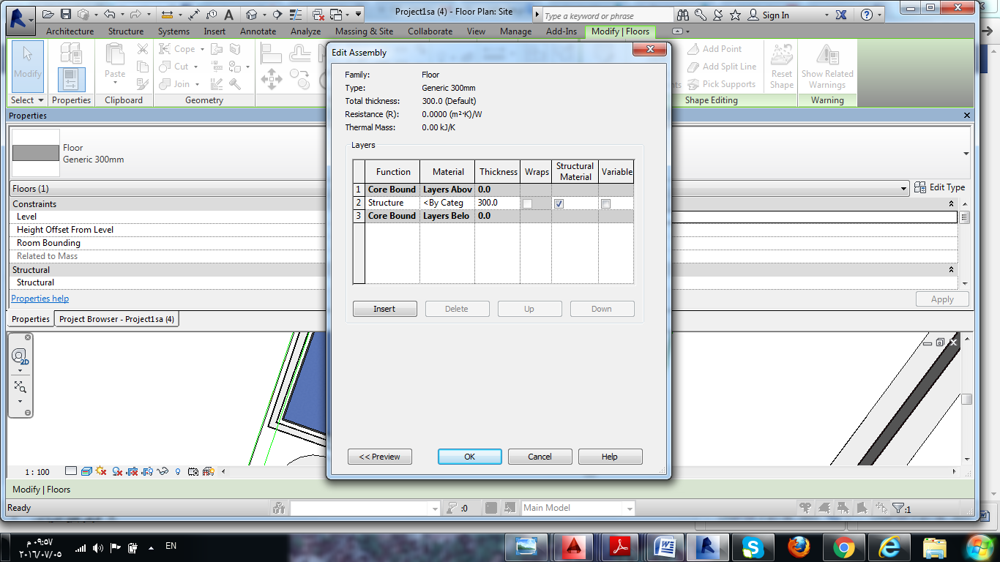 Project1sa (4) - Floor Plan: Site
Type a keyword or phrase
Sign In
Architecture Structure Systems Insert Annotate Analyze Massing & Site Collaborate View Manage Add-Ins Modify | Floors
Modify
Paste
Cope
Cut
Join
Add Point
Add Split Line
Pick Supports
Reset Shape
Show Related Warnings
Select Properties Clipboard Geometry Shape Editing Warning
Properties
Floor
Generic 300mm
Floors (1)
Edit Type
Constraints
Level
Height Offset From Level
Room Bounding
Related to Mass
Structural
Structural
Properties help
Apply
Properties
Project Browser - Project1sa (4)
Edit Assembly
Family: Floor
Type: Generic 300mm
Total thickness: 300.0 (Default)
Resistance (R): 0.0000 (m²·K)/W
Thermal Mass: 0.00 kJ/K
Layers
Function Material Thickness Wraps Structural Material Variable
1 Core Bound Layers Abov 0.0
2 Structure <By Categ 300.0
3 Core Bound Layers Belo 0.0
Insert Delete Up Down
<< Preview OK Cancel Help
2D
1 : 100
Modify | Floors
Ready
:0
Main Model
:1
EN
٠٩:٥٧ م
٢٠١٦/٠٧/٠٥